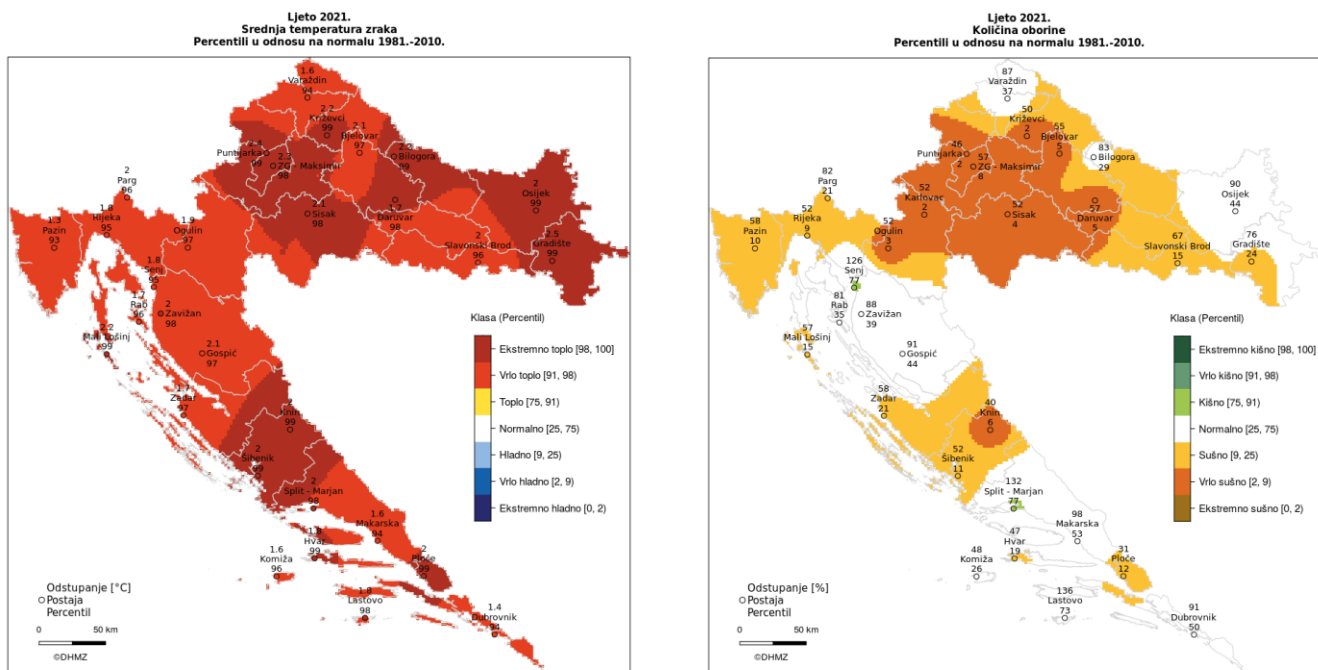 Ljeto 2021.
Srednja temperatura zraka
Percentili u odnosu na normalu 1981.-2010.
1.6
Varaždin
94
2.2
Križevci
99
2.1
Bjelovar
97
2.4
Puntijarka
99
2.3
ZG - Maksimir
98
2.2
Bilogora
99
2
Parg
96
2
Osijek
99
1.8
Rijeka
95
1.3
Pazin
93
1.9
Ogulin
97
2.1
Sisak
98
Daruvar
98
2
Slavonski Brod
96
2.5
Gradište
99
1.8
Senj
95
1.7
Rab
96
2
Zavižan
98
2.2
Mali Lošinj
99
2.1
Gospić
97
1.7
Zadar
97
Knin
99
2
Šibenik
99
2
Split - Marjan
98
1.6
Makarska
94
1.8
Hvar
99
1.6
Komiža
96
2
Ploče
99
1.8
Lastovo
98
1.4
Dubrovnik
94
Klasa (Percentil)
Ekstremno toplo [98, 100]
Vrlo toplo [91, 98)
Toplo [75, 91)
Normalno [25, 75)
Hladno [9, 25)
Vrlo hladno [2, 9)
Ekstremno hladno [0, 2)
Odstupanje [°C]
Postaja
Percentil
0 50 km
©DHMZ
Ljeto 2021.
Količina oborine
Percentili u odnosu na normalu 1981.-2010.
87
Varaždin
37
50
Križevci
2
55
Bjelovar
5
46
Puntijarka
2
57
ZG - Maksimir
8
83
Bilogora
29
82
Parg
21
52
Karlovac
2
90
Osijek
44
58
Pazin
10
52
Rijeka
9
52
Ogulin
3
52
Sisak
4
57
Daruvar
5
67
Slavonski Brod
15
76
Gradište
24
126
Senj
77
81
Rab
35
88
Zavižan
39
57
Mali Lošinj
15
91
Gospić
44
58
Zadar
21
40
Knin
6
52
Šibenik
11
132
Split - Marjan
77
98
Makarska
53
47
Hvar
19
48
Komiža
26
31
Ploče
12
136
Lastovo
73
91
Dubrovnik
50
Klasa (Percentil)
Ekstremno kišno [98, 100]
Vrlo kišno [91, 98)
Kišno [75, 91)
Normalno [25, 75)
Sušno [9, 25)
Vrlo sušno [2, 9)
Ekstremno sušno [0, 2)
Odstupanje [%]
Postaja
Percentil
0 50 km
©DHMZ